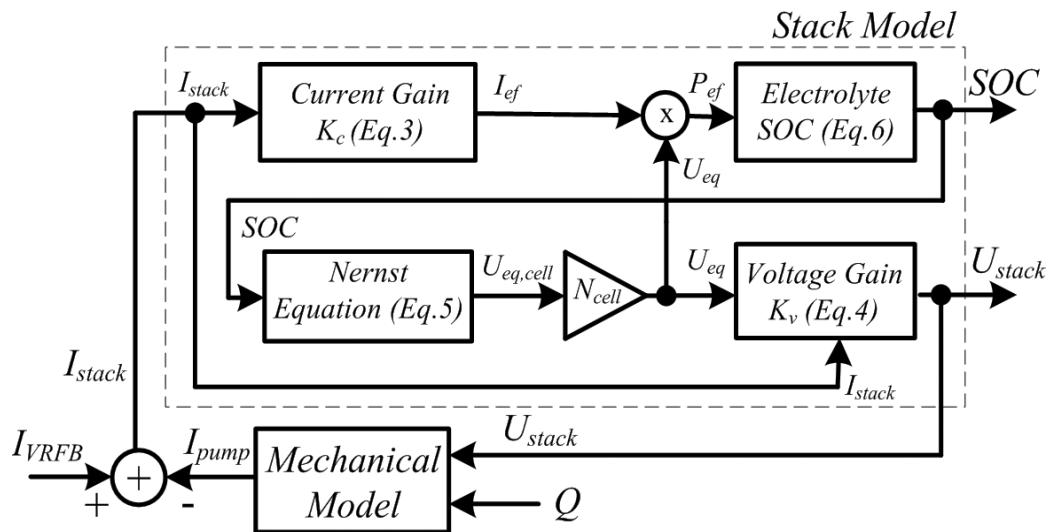 Stack Model
I_stack
Current Gain
K_c (Eq.3)
I_ef
x
P_ef
Electrolyte
SOC (Eq.6)
SOC
U_eq
SOC
Nernst
Equation (Eq.5)
U_eq,cell
N_cell
U_eq
Voltage Gain
K_v (Eq.4)
U_stack
I_stack
I_stack
I_VRFB
+
+
-
I_pump
Mechanical
Model
U_stack
Q